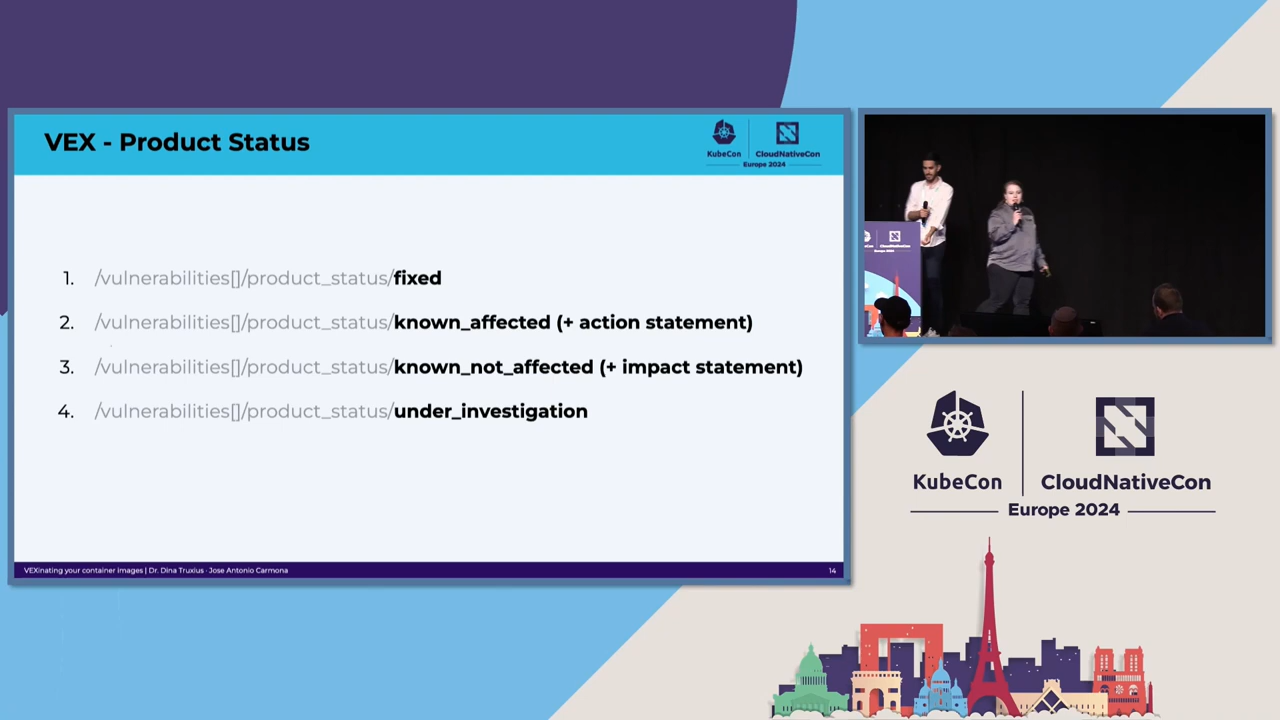 VEX - Product Status
KubeCon
CloudNativeCon
Europe 2024
1. /vulnerabilities[]/product_status/fixed
2. /vulnerabilities[]/product_status/known_affected (+ action statement)
3. /vulnerabilities[]/product_status/known_not_affected (+ impact statement)
4. /vulnerabilities[]/product_status/under_investigation
VEXinating your container images | Dr. Dina Truxius · Jose Antonio Carmona
14
CloudNativeCon
KubeCon
CloudNativeCon
Europe 2024